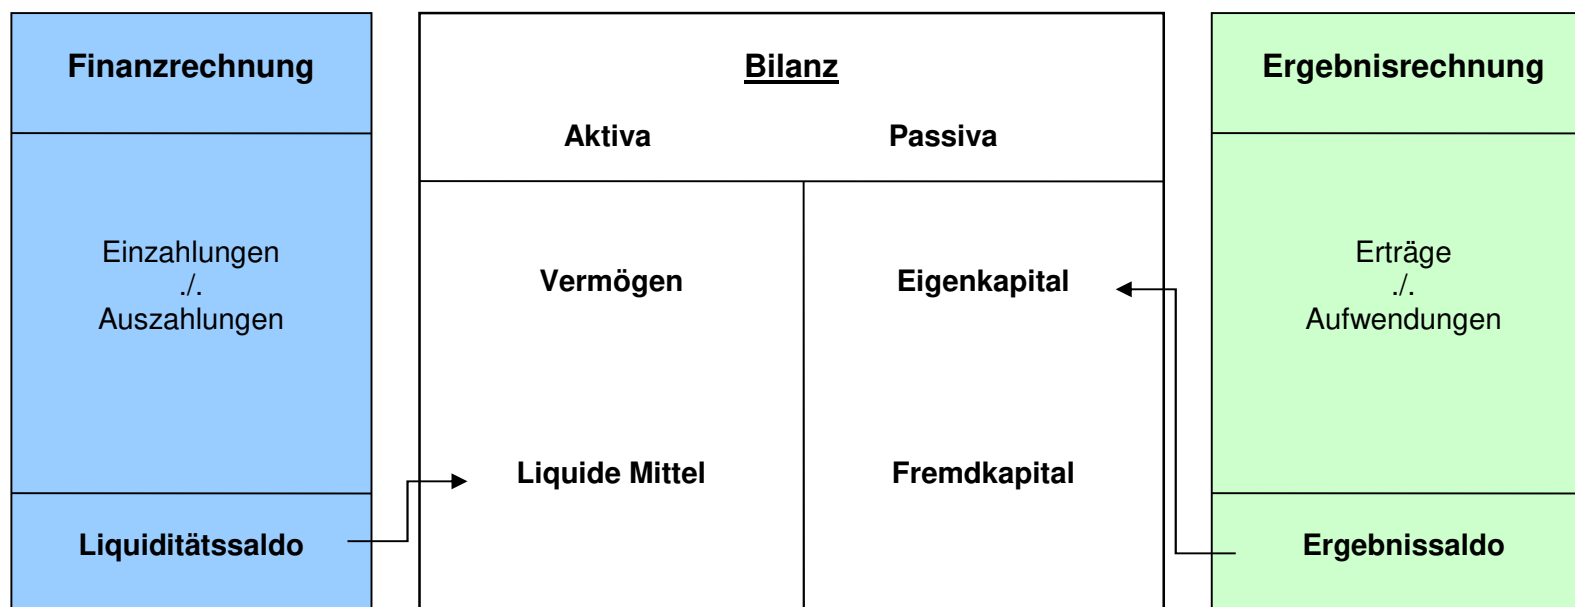 Finanzrechnung
Einzahlungen
./.
Auszahlungen
Liquiditätssaldo
Bilanz
Aktiva Passiva
Vermögen Eigenkapital
Liquide Mittel Fremdkapital
Ergebnisrechnung
Erträge
./.
Aufwendungen
Ergebnissaldo